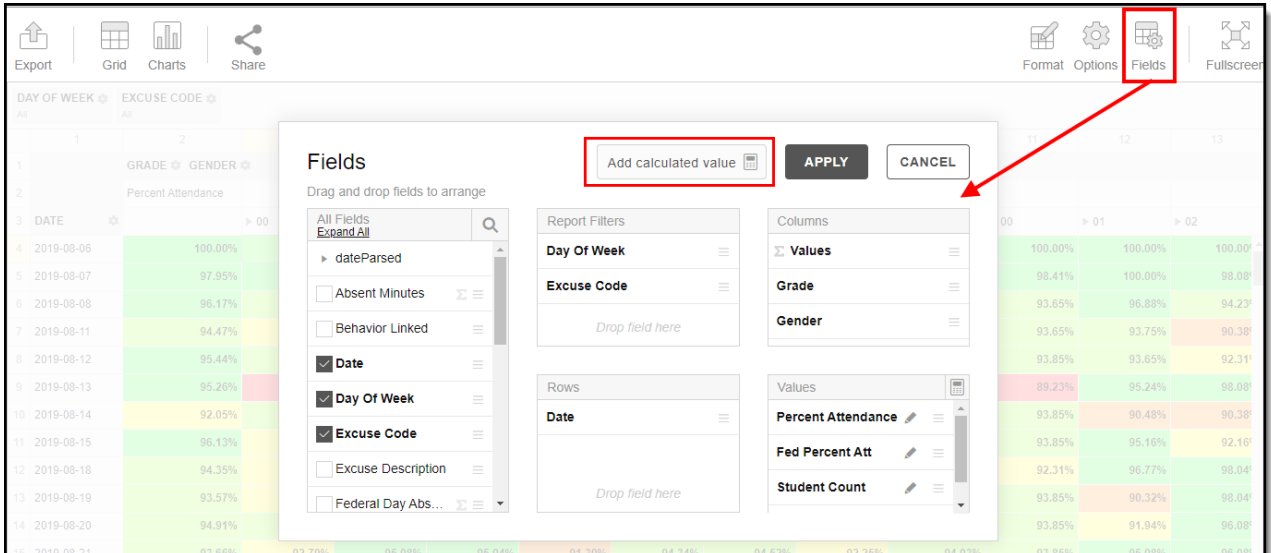 Export Grid Charts Share Format Options Fields Fullscreen
DAY OF WEEK EXCUSE CODE
All All
1 2 11 12 13
1 GRADE GENDER
2 Percent Attendance
3 DATE 00 00 01 02
4 2019-08-06 100.00% 100.00% 100.00% 100.00
5 2019-08-07 97.95% 98.41% 100.00% 98.08
6 2019-08-08 96.17% 93.65% 96.88% 94.23
7 2019-08-11 94.47% 93.65% 93.75% 90.38
8 2019-08-12 95.44% 93.85% 93.65% 92.31
9 2019-08-13 95.26% 89.23% 95.24% 98.08
10 2019-08-14 92.05% 93.85% 90.48% 90.38
11 2019-08-15 96.13% 93.85% 95.16% 92.16
12 2019-08-18 94.35% 92.31% 96.77% 98.04
13 2019-08-19 93.57% 93.85% 90.32% 98.04
14 2019-08-20 94.91% 93.85% 91.94% 96.08
Fields
Add calculated value
APPLY
CANCEL
Drag and drop fields to arrange
All Fields
Expand All
dateParsed
Absent Minutes
Behavior Linked
Date
Day Of Week
Excuse Code
Excuse Description
Federal Day Abs...
Report Filters
Day Of Week
Excuse Code
Drop field here
Columns
Σ Values
Grade
Gender
Rows
Date
Drop field here
Values
Percent Attendance
Fed Percent Att
Student Count